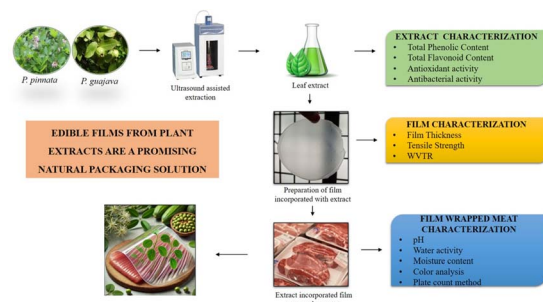 P. pinnata
P. guajava
Ultrasound assisted
extraction
Leaf extract
EXTRACT CHARACTERIZATION
• Total Phenolic Content
• Total Flavonoid Content
• Antioxidant activity
• Antibacterial activity
EDIBLE FILMS FROM PLANT
EXTRACTS ARE A PROMISING
NATURAL PACKAGING SOLUTION
Preparation of film
incorporated with extract
FILM CHARACTERIZATION
• Film Thickness
• Tensile Strength
• WVTR
FILM WRAPPED MEAT
CHARACTERIZATION
• pH
• Water activity
• Moisture content
• Color analysis
• Plate count method
Extract incorporated film